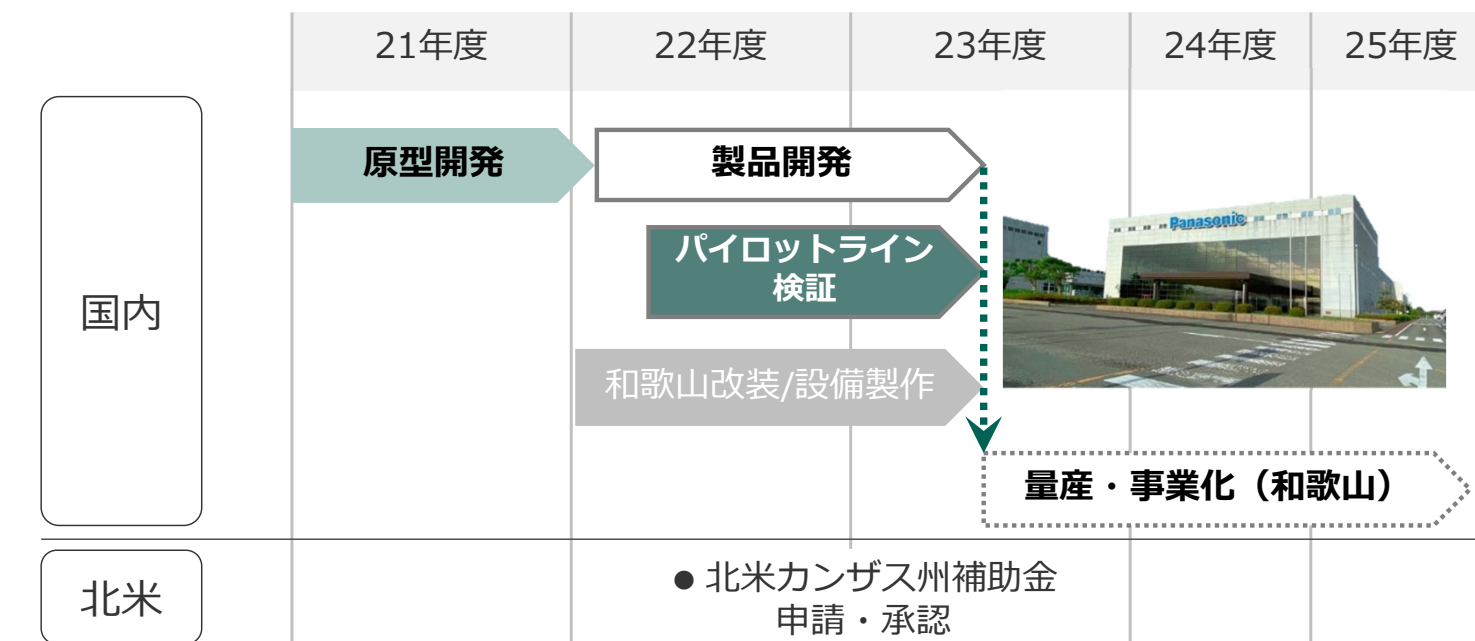 21年度
22年度
23年度
24年度
25年度
国内
原型開発
製品開発
パイロットライン
検証
和歌山改装/設備製作
Panasonic
量産・事業化（和歌山）
北米
● 北米カンザス州補助金
申請・承認